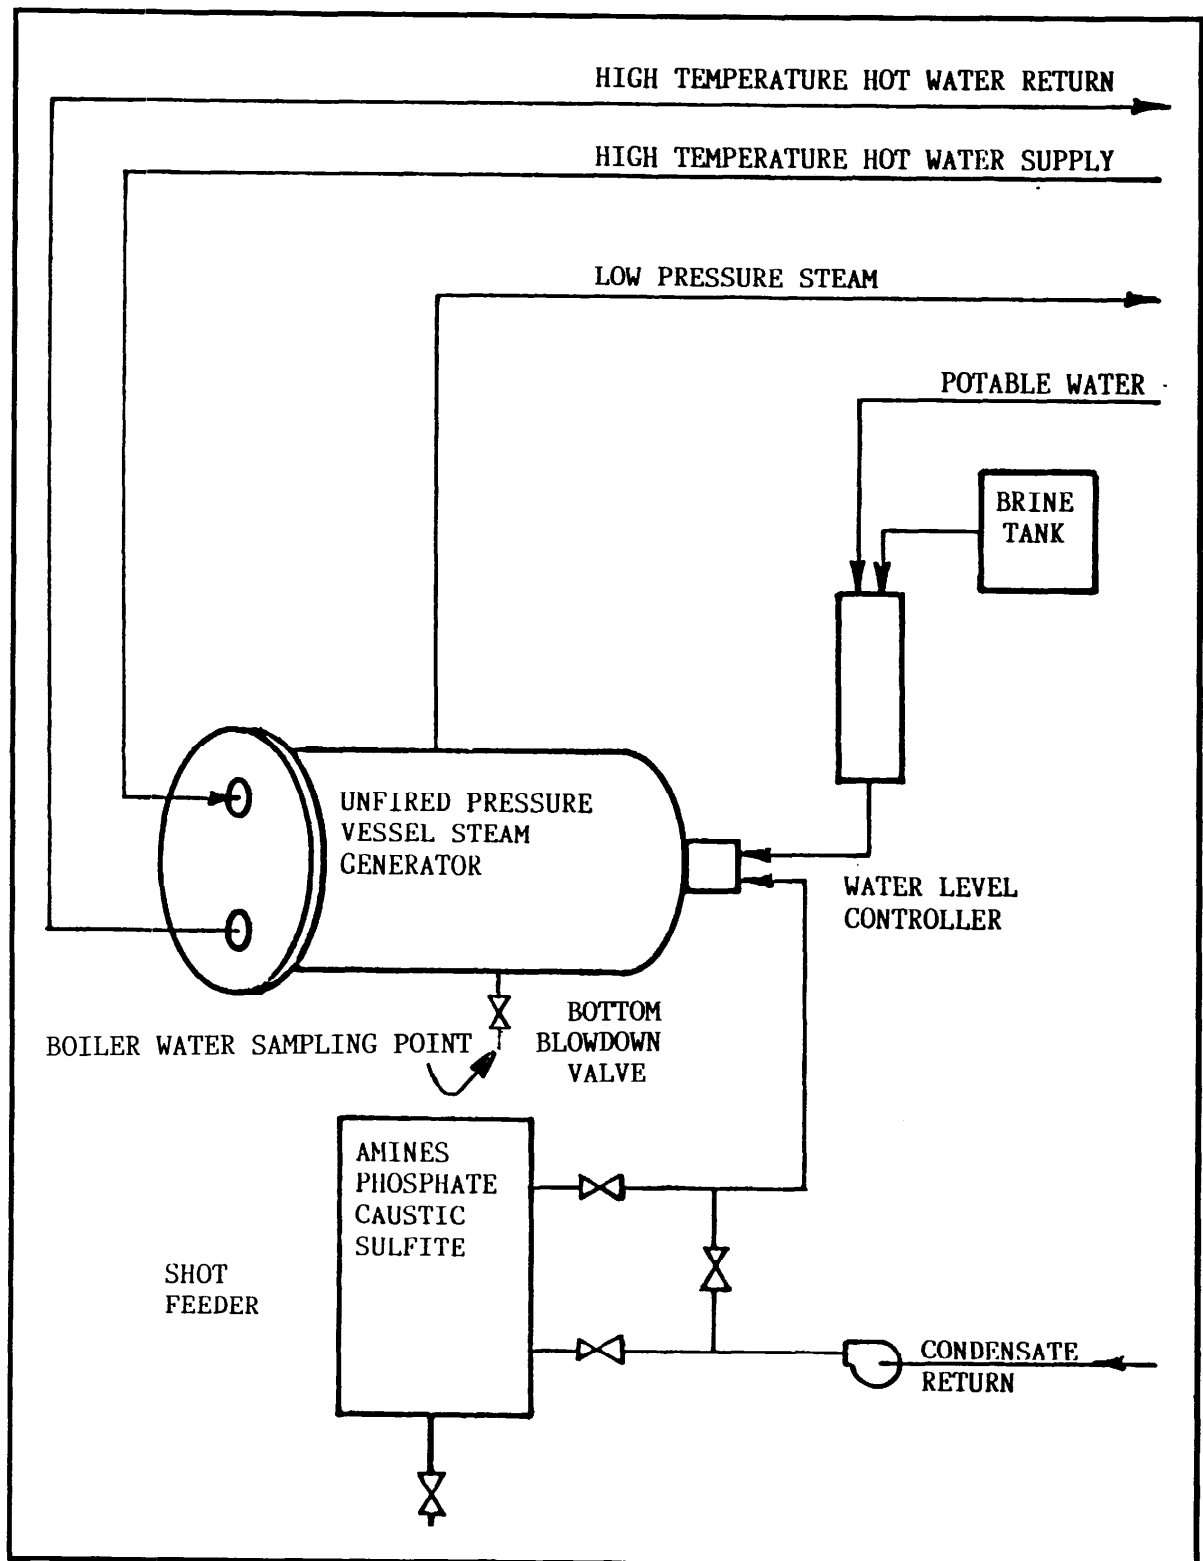 HIGH TEMPERATURE HOT WATER RETURN
HIGH TEMPERATURE HOT WATER SUPPLY
LOW PRESSURE STEAM
POTABLE WATER
BRINE
TANK
UNFIRED PRESSURE
VESSEL STEAM
GENERATOR
WATER LEVEL
CONTROLLER
BOTTOM
BLOWDOWN
VALVE
BOILER WATER SAMPLING POINT
AMINES
PHOSPHATE
CAUSTIC
SULFITE
SHOT
FEEDER
CONDENSATE
RETURN